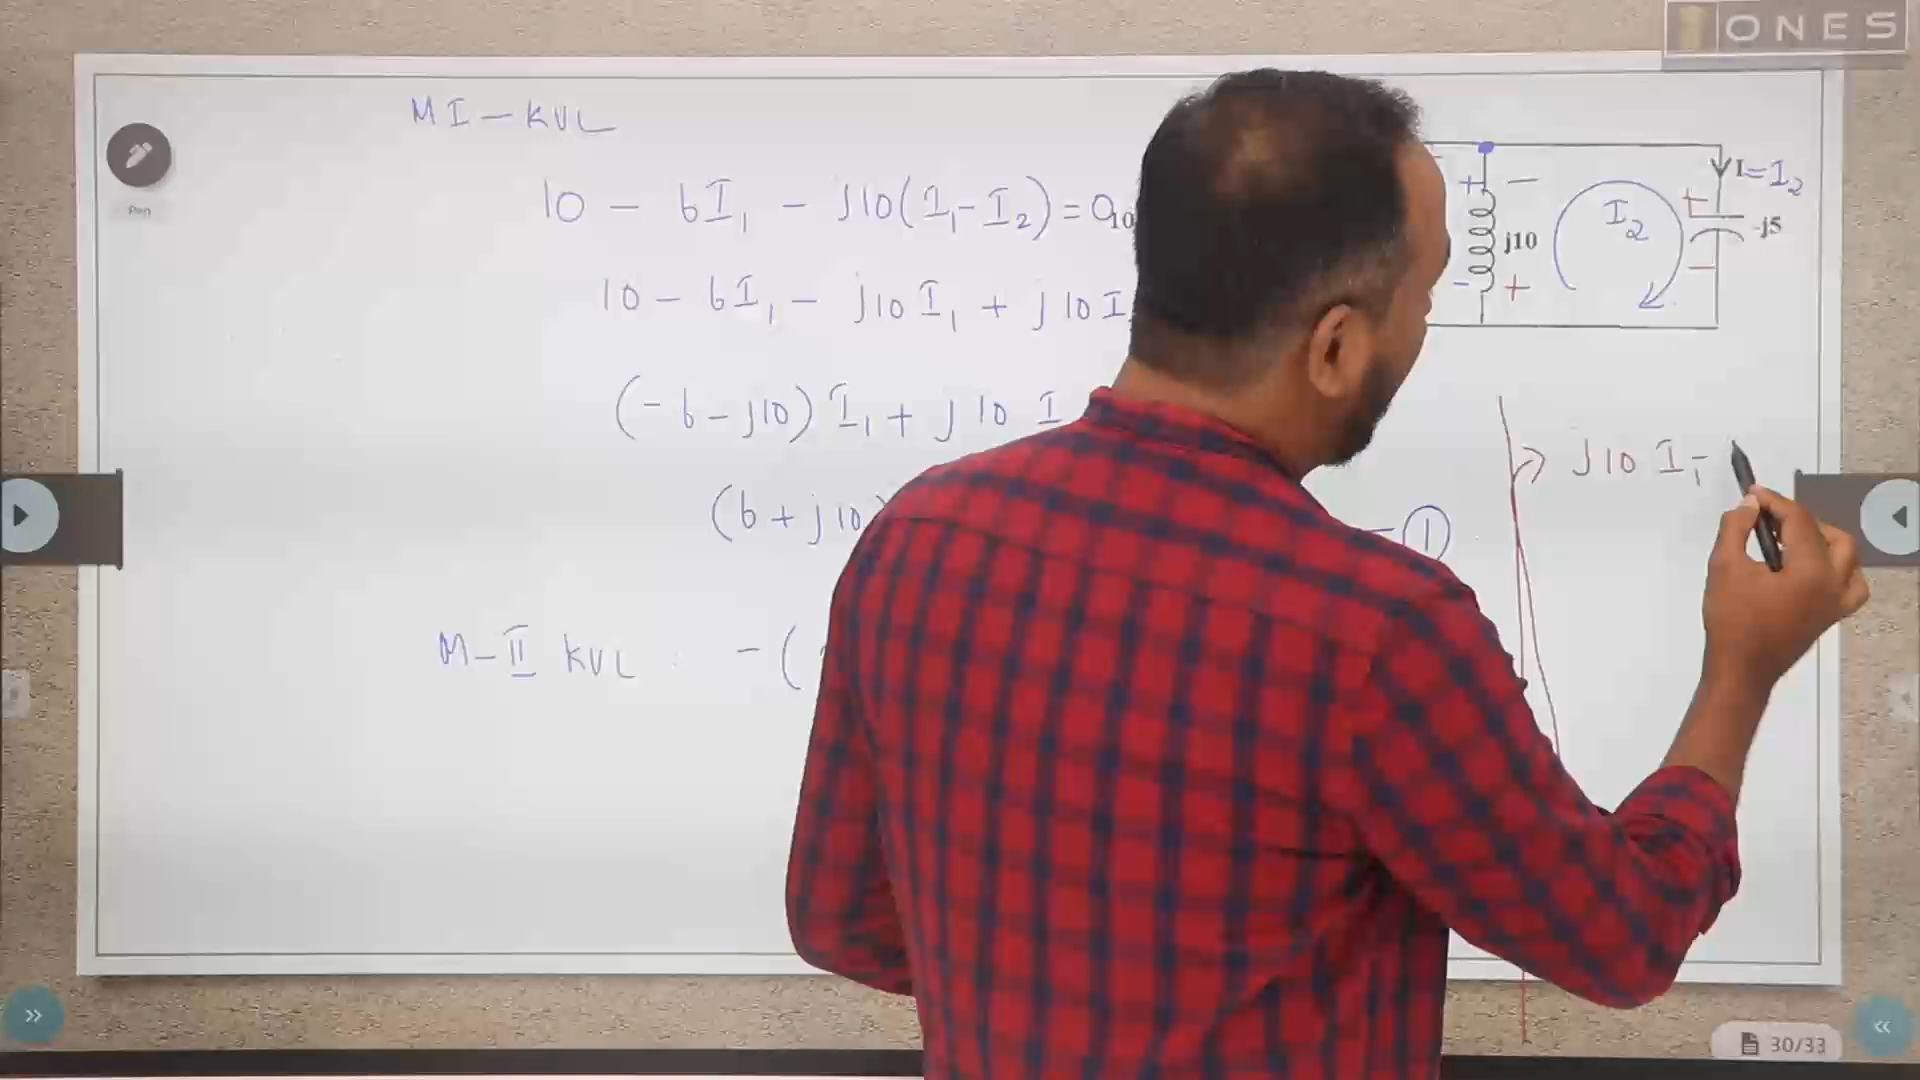 ONES
MI - KVL
10 - 6I₁ - j10(I₁-I₂)=0
10
10 - 6I₁ - j10 I₁ + j10 I
(-6-j10) I₁ + j10 I
(6+j10)
- ①
M-II KVL : -(
+ -
j10
- +
I₂
I=I₂
+
-j5
-
→ j10 I₁-
Pen
30/33